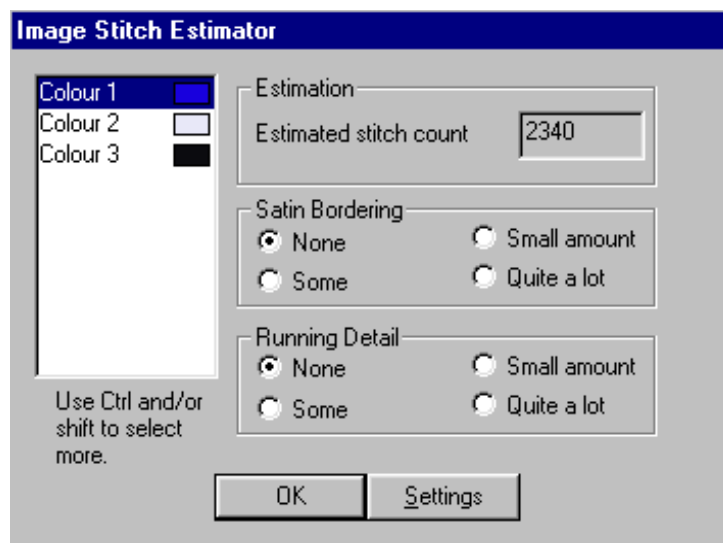 Image Stitch Estimator
Colour 1
Colour 2
Colour 3
Use Ctrl and/or
shift to select
more.
Estimation
Estimated stitch count 2340
Satin Bordering
None Small amount
Some Quite a lot
Running Detail
None Small amount
Some Quite a lot
OK Settings